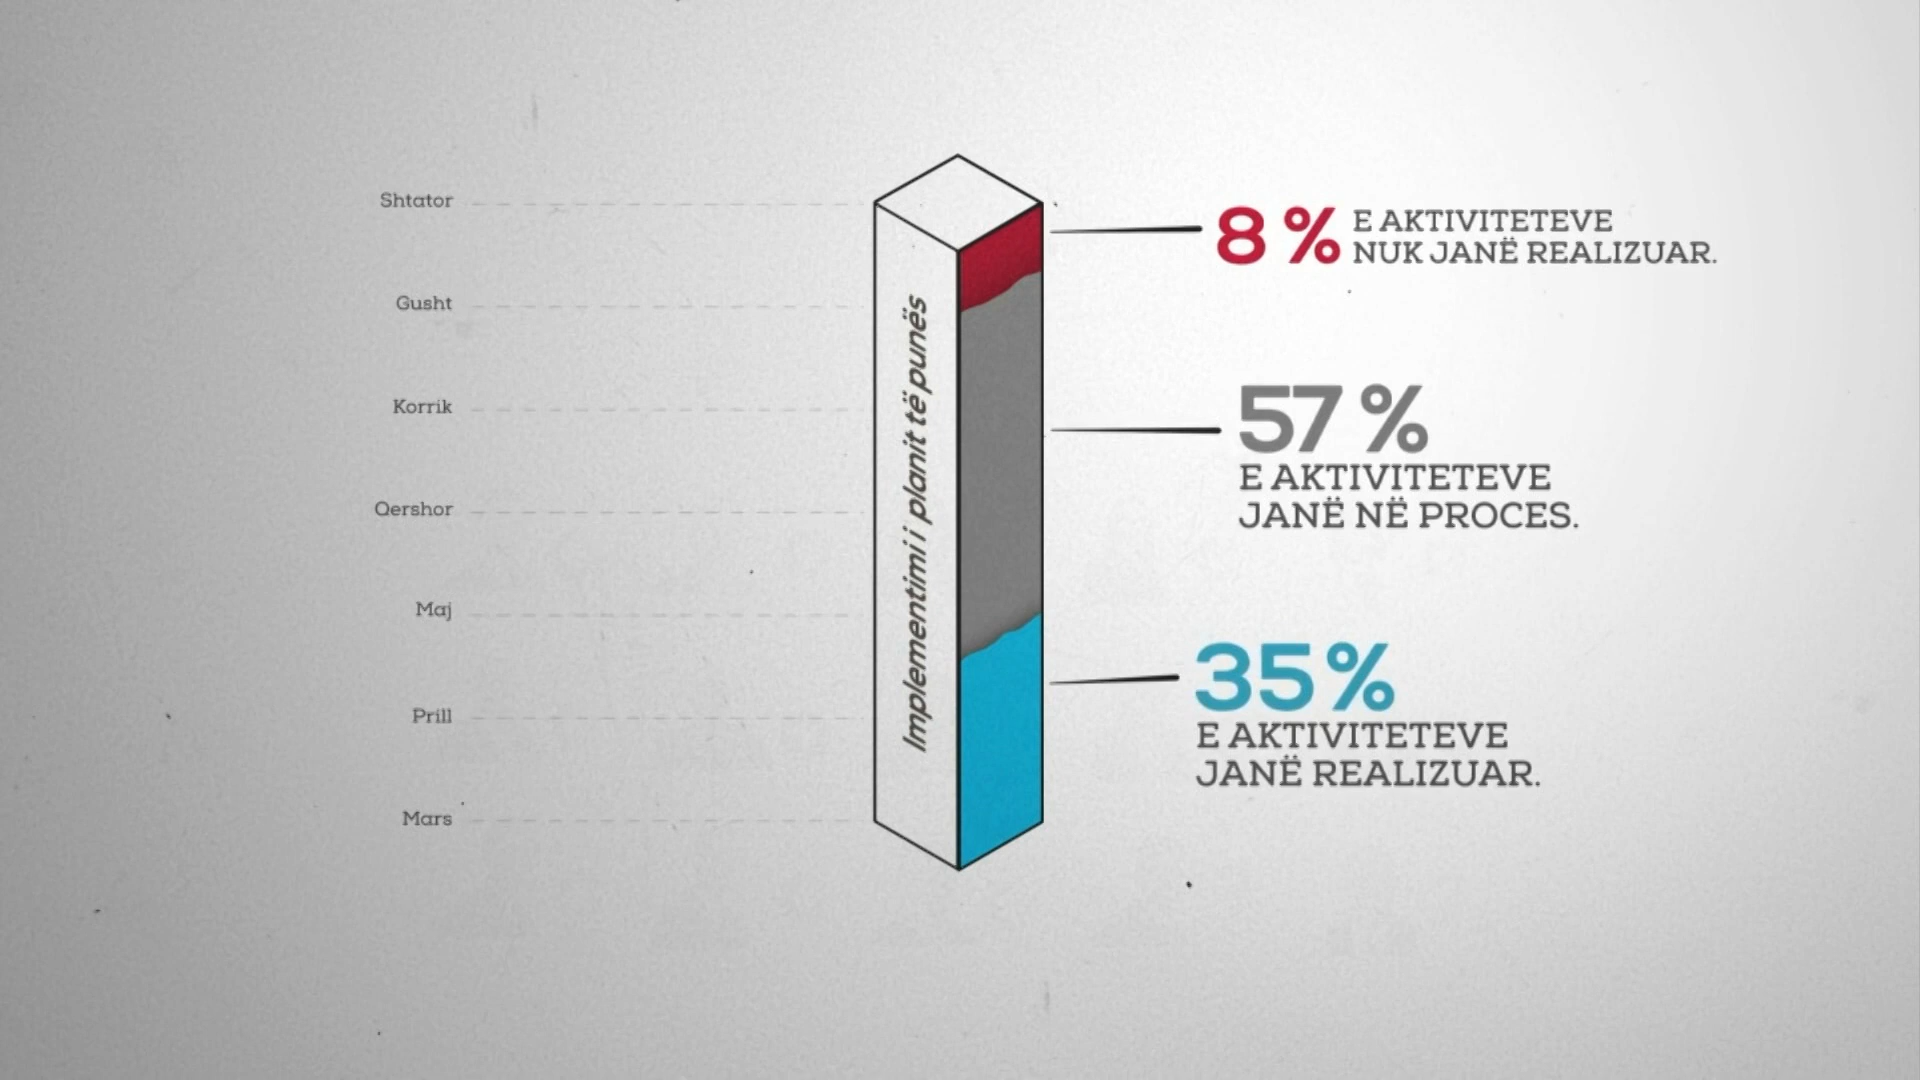 Shtator
Gusht
Korrik
Qershor
Maj
Prill
Mars
Implementimi i planit të punës
8 % E AKTIVITETEVE
NUK JANË REALIZUAR.
57 %
E AKTIVITETEVE
JANË NË PROCES.
35%
E AKTIVITETEVE
JANË REALIZUAR.